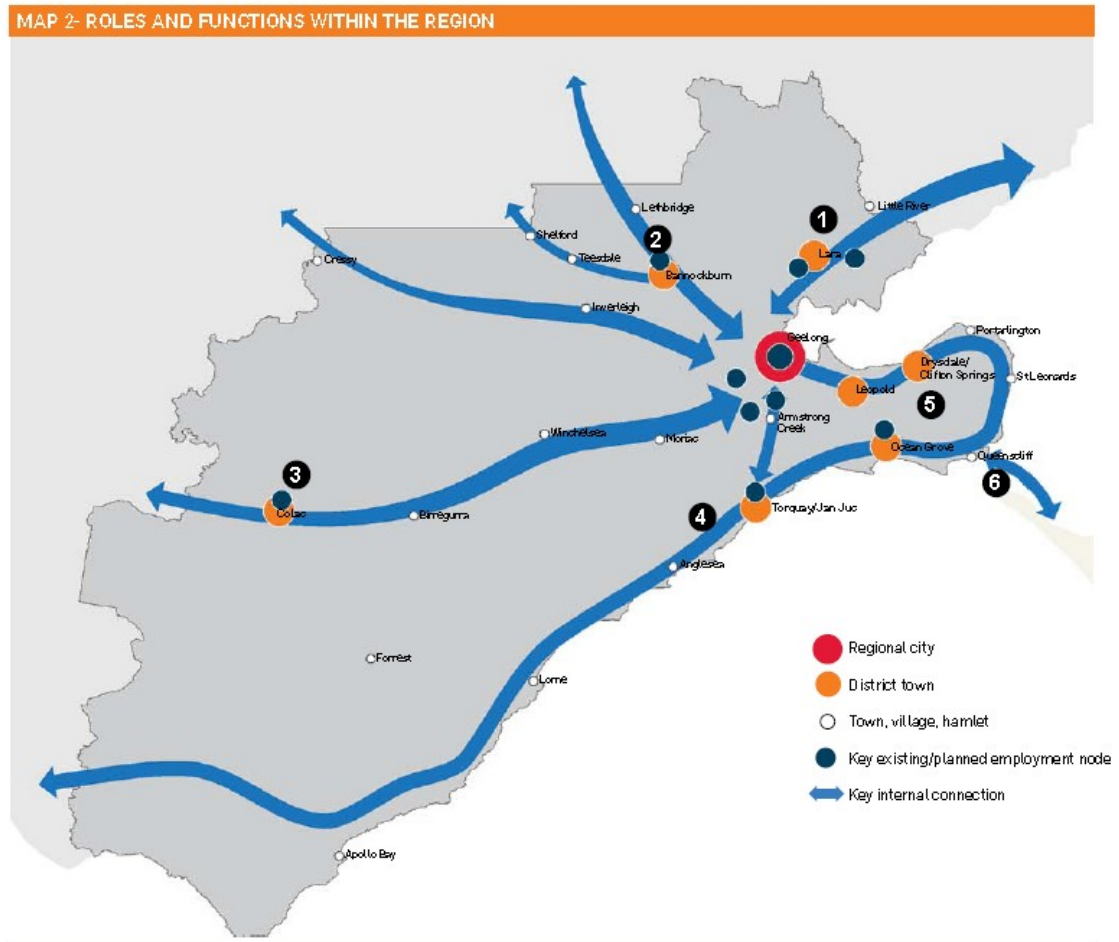 MAP 2- ROLES AND FUNCTIONS WITHIN THE REGION
Little River
Lethbridge
1
Shelford
2
Lara
Cressy
Teesdale
Bannockburn
Inverleigh
Portarlington
Geelong
Drysdale/
Clifton Springs
St Leonards
Leopold
5
Armstrong
Creek
Winchelsea
Moriac
Ocean Grove
Queenscliff
3
6
Colac
Birregurra
4
Torquay/Jan Juc
Anglesea
Forrest
Lorne
Apollo Bay
Regional city
District town
Town, village, hamlet
Key existing/planned employment node
Key internal connection